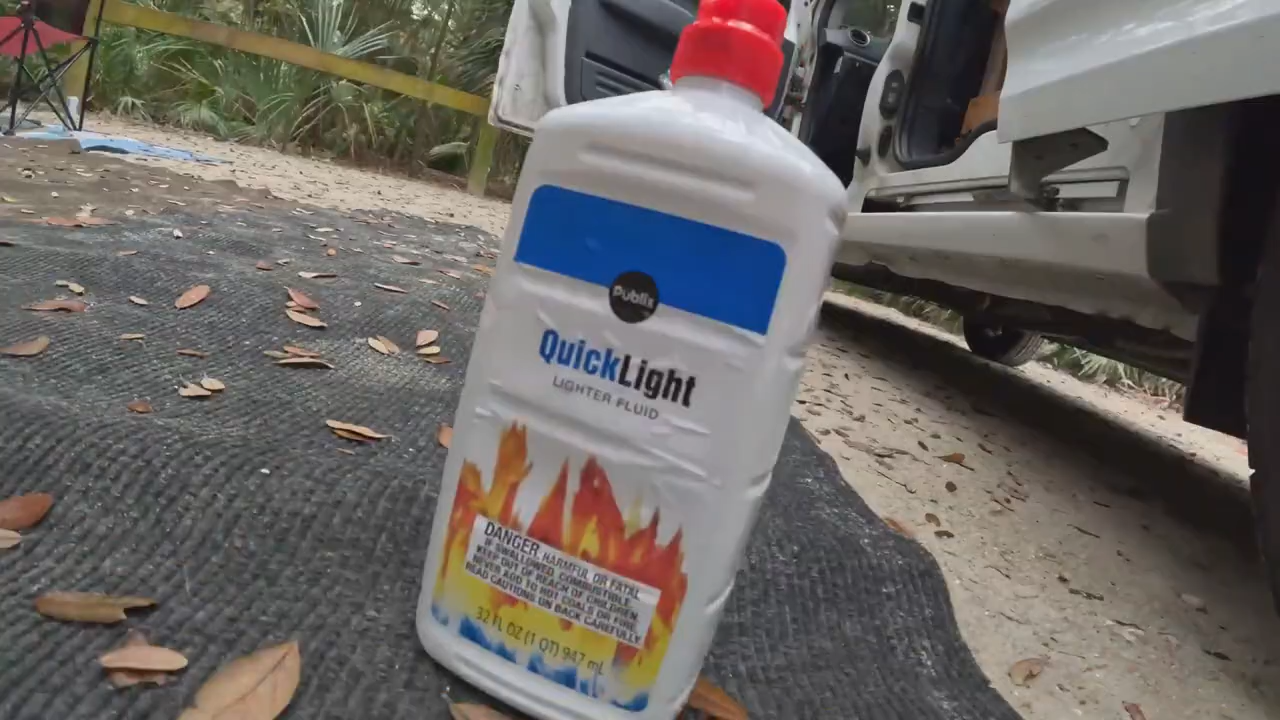 Publix
QuickLight
LIGHTER FLUID
DANGER HARMFUL OR FATAL
IF SWALLOWED. COMBUSTIBLE.
KEEP OUT OF REACH OF CHILDREN.
NEVER ADD TO HOT COALS OR FIRE.
READ CAUTIONS ON BACK CAREFULLY.
32 FL OZ (1 QT) 947 mL